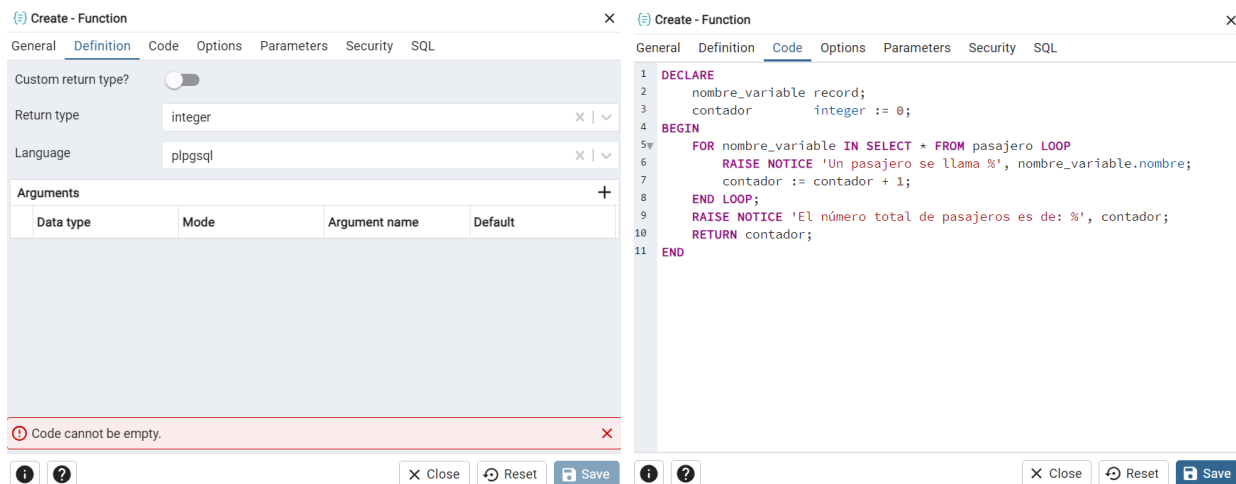 Create - Function
General Definition Code Options Parameters Security SQL
Custom return type?
Return type integer
Language plpgsql
Arguments
Data type Mode Argument name Default
Code cannot be empty.
Close Reset Save
Create - Function
General Definition Code Options Parameters Security SQL
1 DECLARE
2 nombre_variable record;
3 contador integer := 0;
4 BEGIN
5 FOR nombre_variable IN SELECT * FROM pasajero LOOP
6 RAISE NOTICE 'Un pasajero se llama %', nombre_variable.nombre;
7 contador := contador + 1;
8 END LOOP;
9 RAISE NOTICE 'El número total de pasajeros es de: %', contador;
10 RETURN contador;
11 END
Close Reset Save